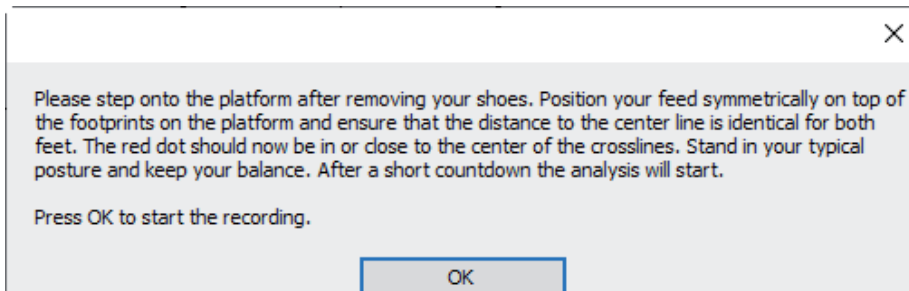 Please step onto the platform after removing your shoes. Position your feed symmetrically on top of
the footprints on the platform and ensure that the distance to the center line is identical for both
feet. The red dot should now be in or close to the center of the crosslines. Stand in your typical
posture and keep your balance. After a short countdown the analysis will start.
Press OK to start the recording.
OK